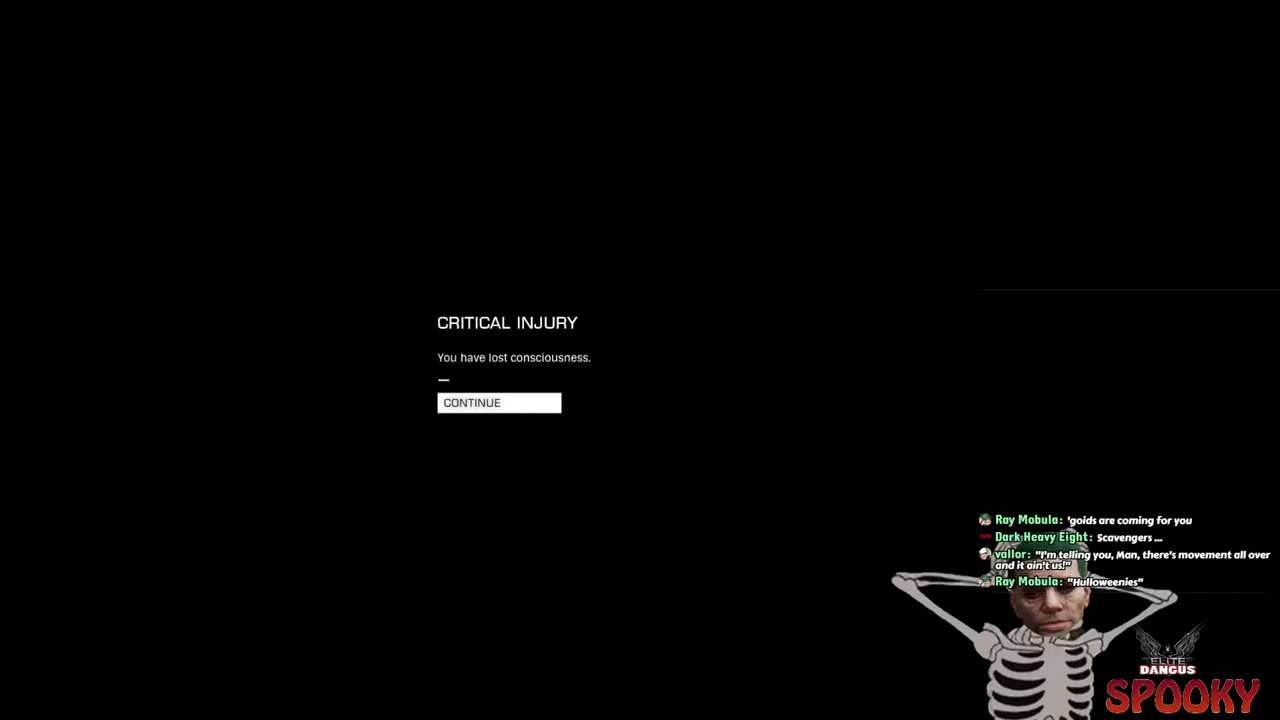 CRITICAL INJURY
You have lost consciousness.
CONTINUE
Ray Mobula: 'goids are coming for you
Dark Heavy Eight: Scavengers ...
vallor: "I'm telling you, Man, there's movement all over
and it ain't us!"
Ray Mobula: "Hulloweenies"
ELITE
DANGUS
SPOOKY